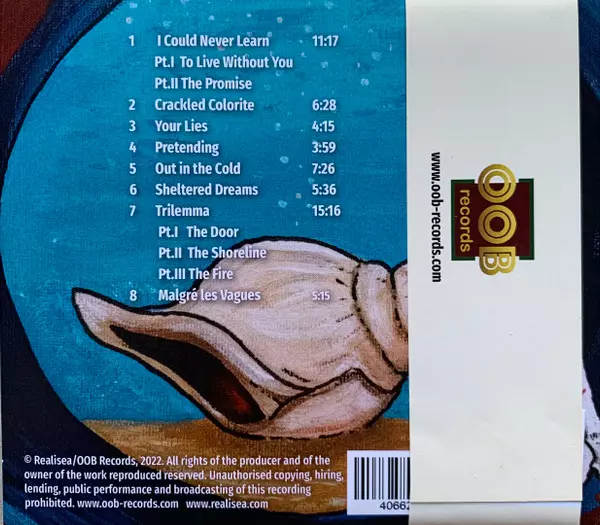 1 I Could Never Learn 11:17
Pt.I To Live Without You
Pt.II The Promise
2 Crackled Colorite 6:28
3 Your Lies 4:15
4 Pretending 3:59
5 Out in the Cold 7:26
6 Sheltered Dreams 5:36
7 Trilemma 15:16
Pt.I The Door
Pt.II The Shoreline
Pt.III The Fire
8 Malgré les Vagues 5:15
© Realisea/OOB Records, 2022. All rights of the producer and of the
owner of the work reproduced reserved. Unauthorised copying, hiring,
lending, public performance and broadcasting of this recording
prohibited. www.oob-records.com www.realisea.com
40662
www.oob-records.com
OOB
records